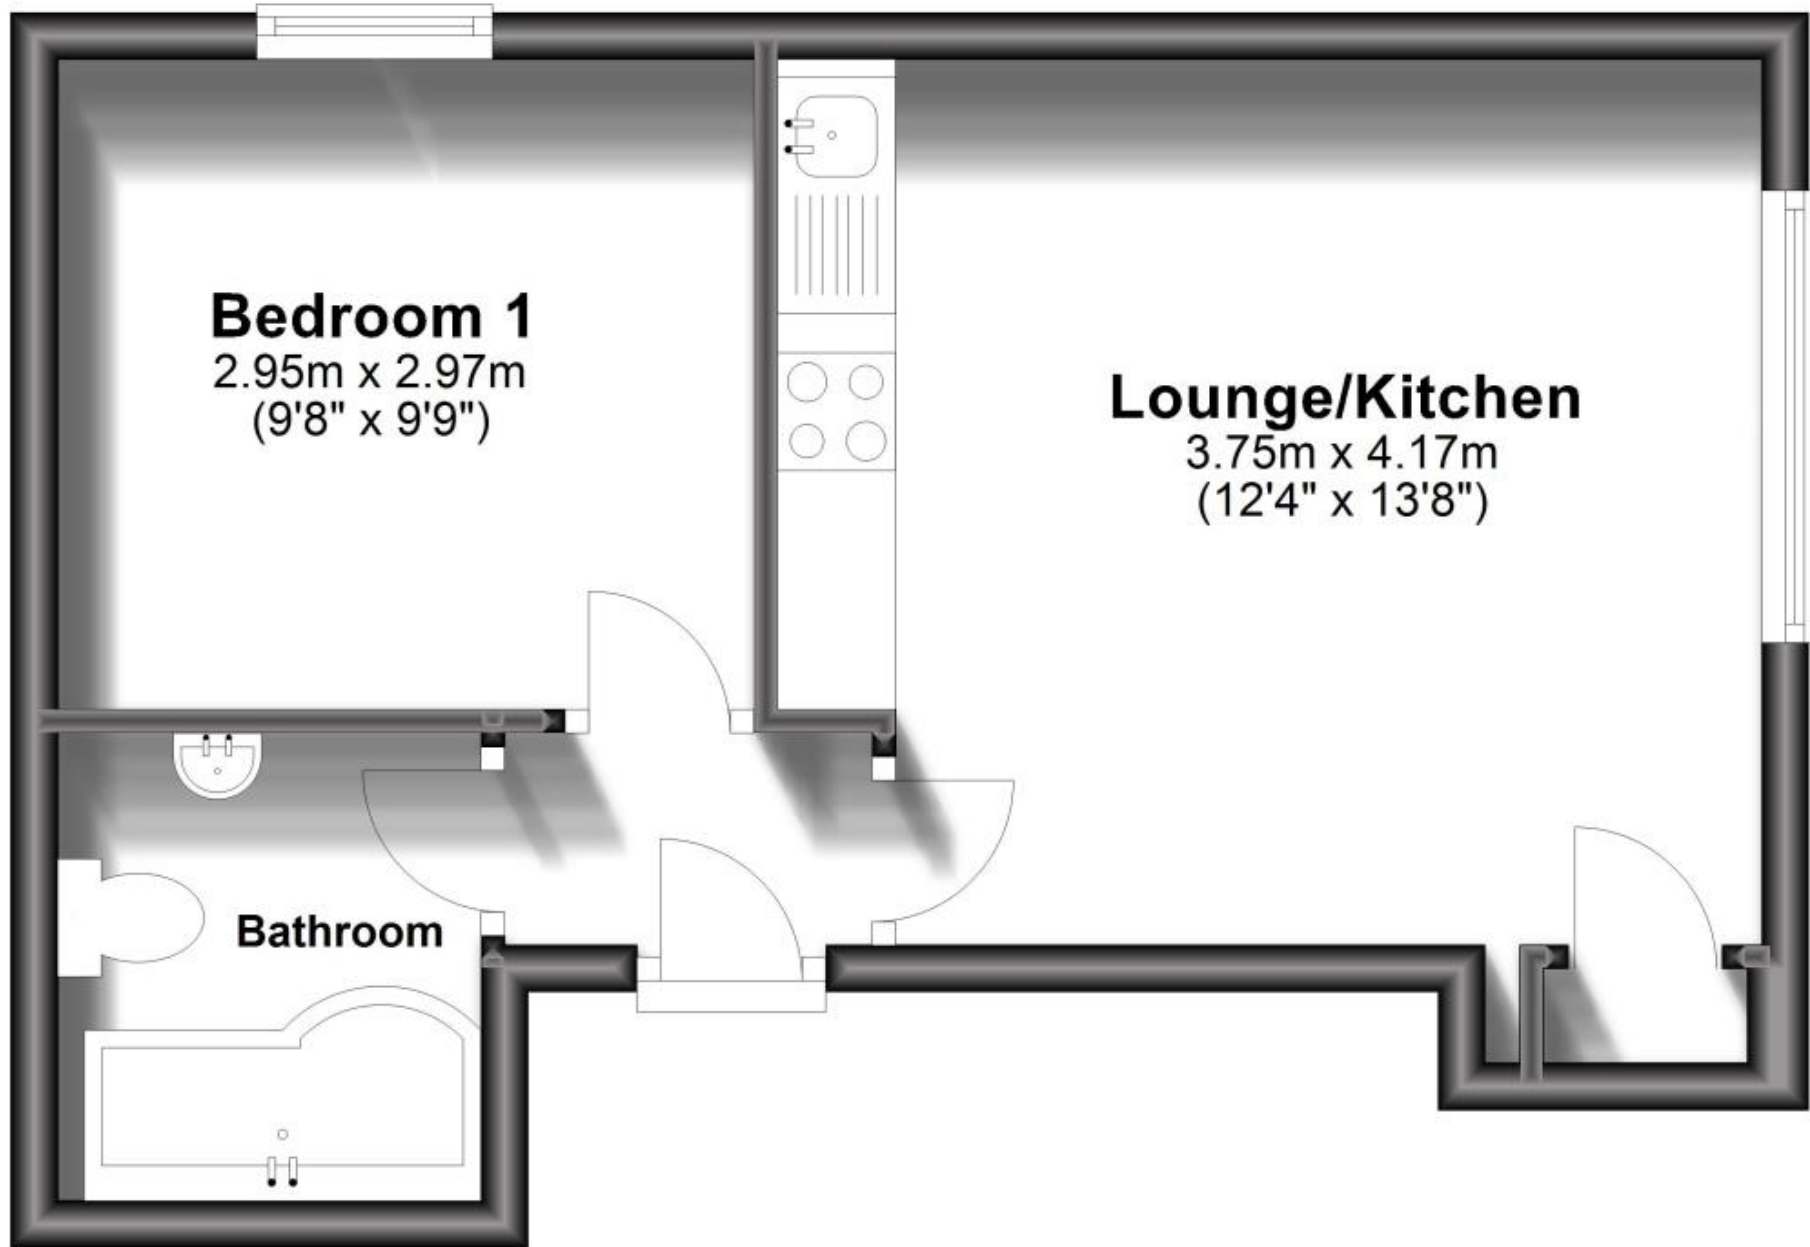 Bedroom 1
2.95m x 2.97m
(9'8" x 9'9")
Lounge/Kitchen
3.75m x 4.17m
(12'4" x 13'8")
Bathroom